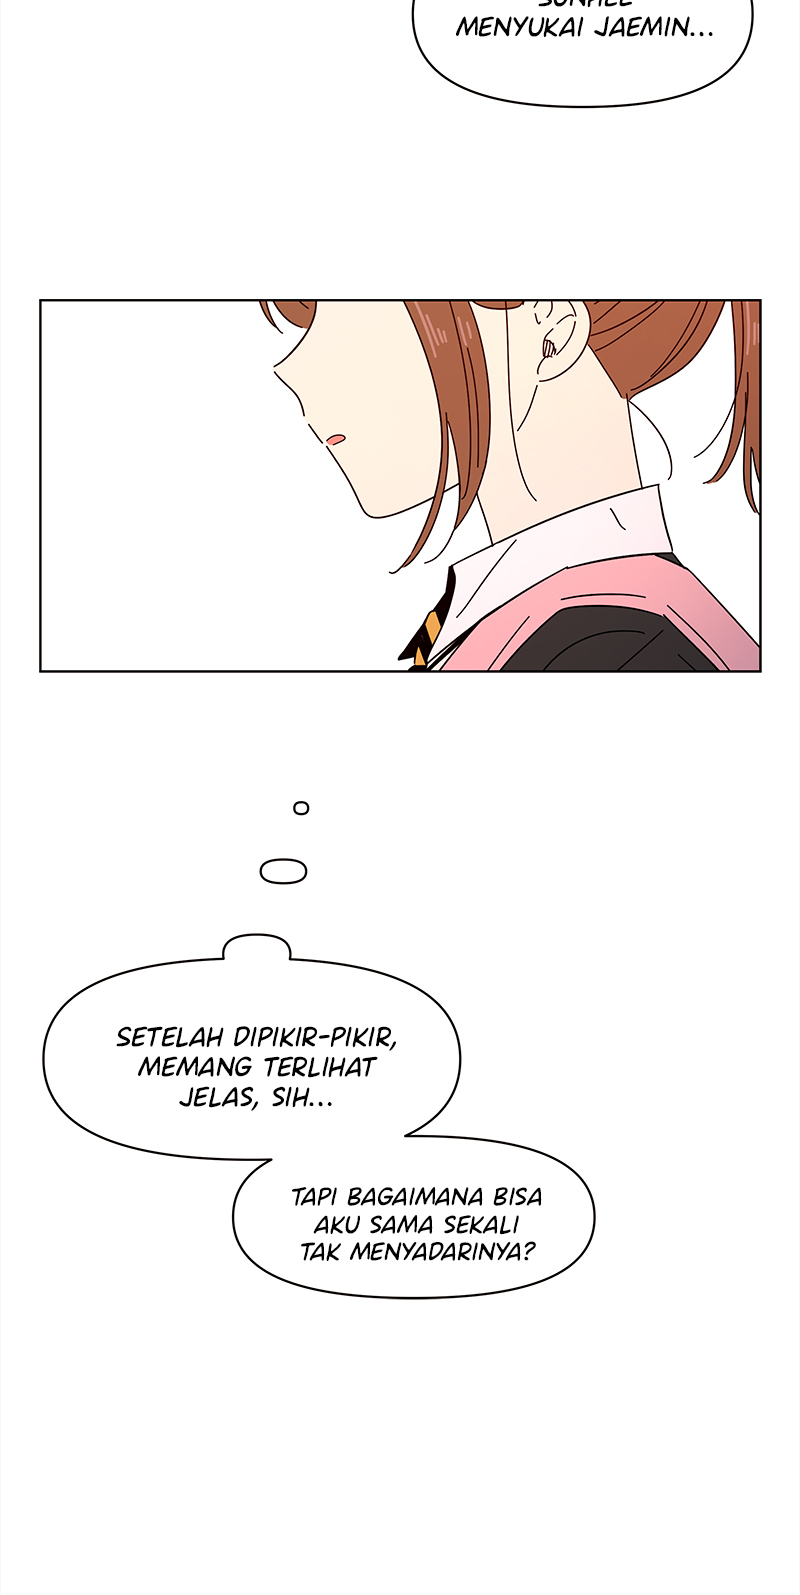 MENYUKAI JAEMIN...
SETELAH DIPIKIR-PIKIR,
MEMANG TERLIHAT
JELAS, SIH...
TAPI BAGAIMANA BISA
AKU SAMA SEKALI
TAK MENYADARINYA?